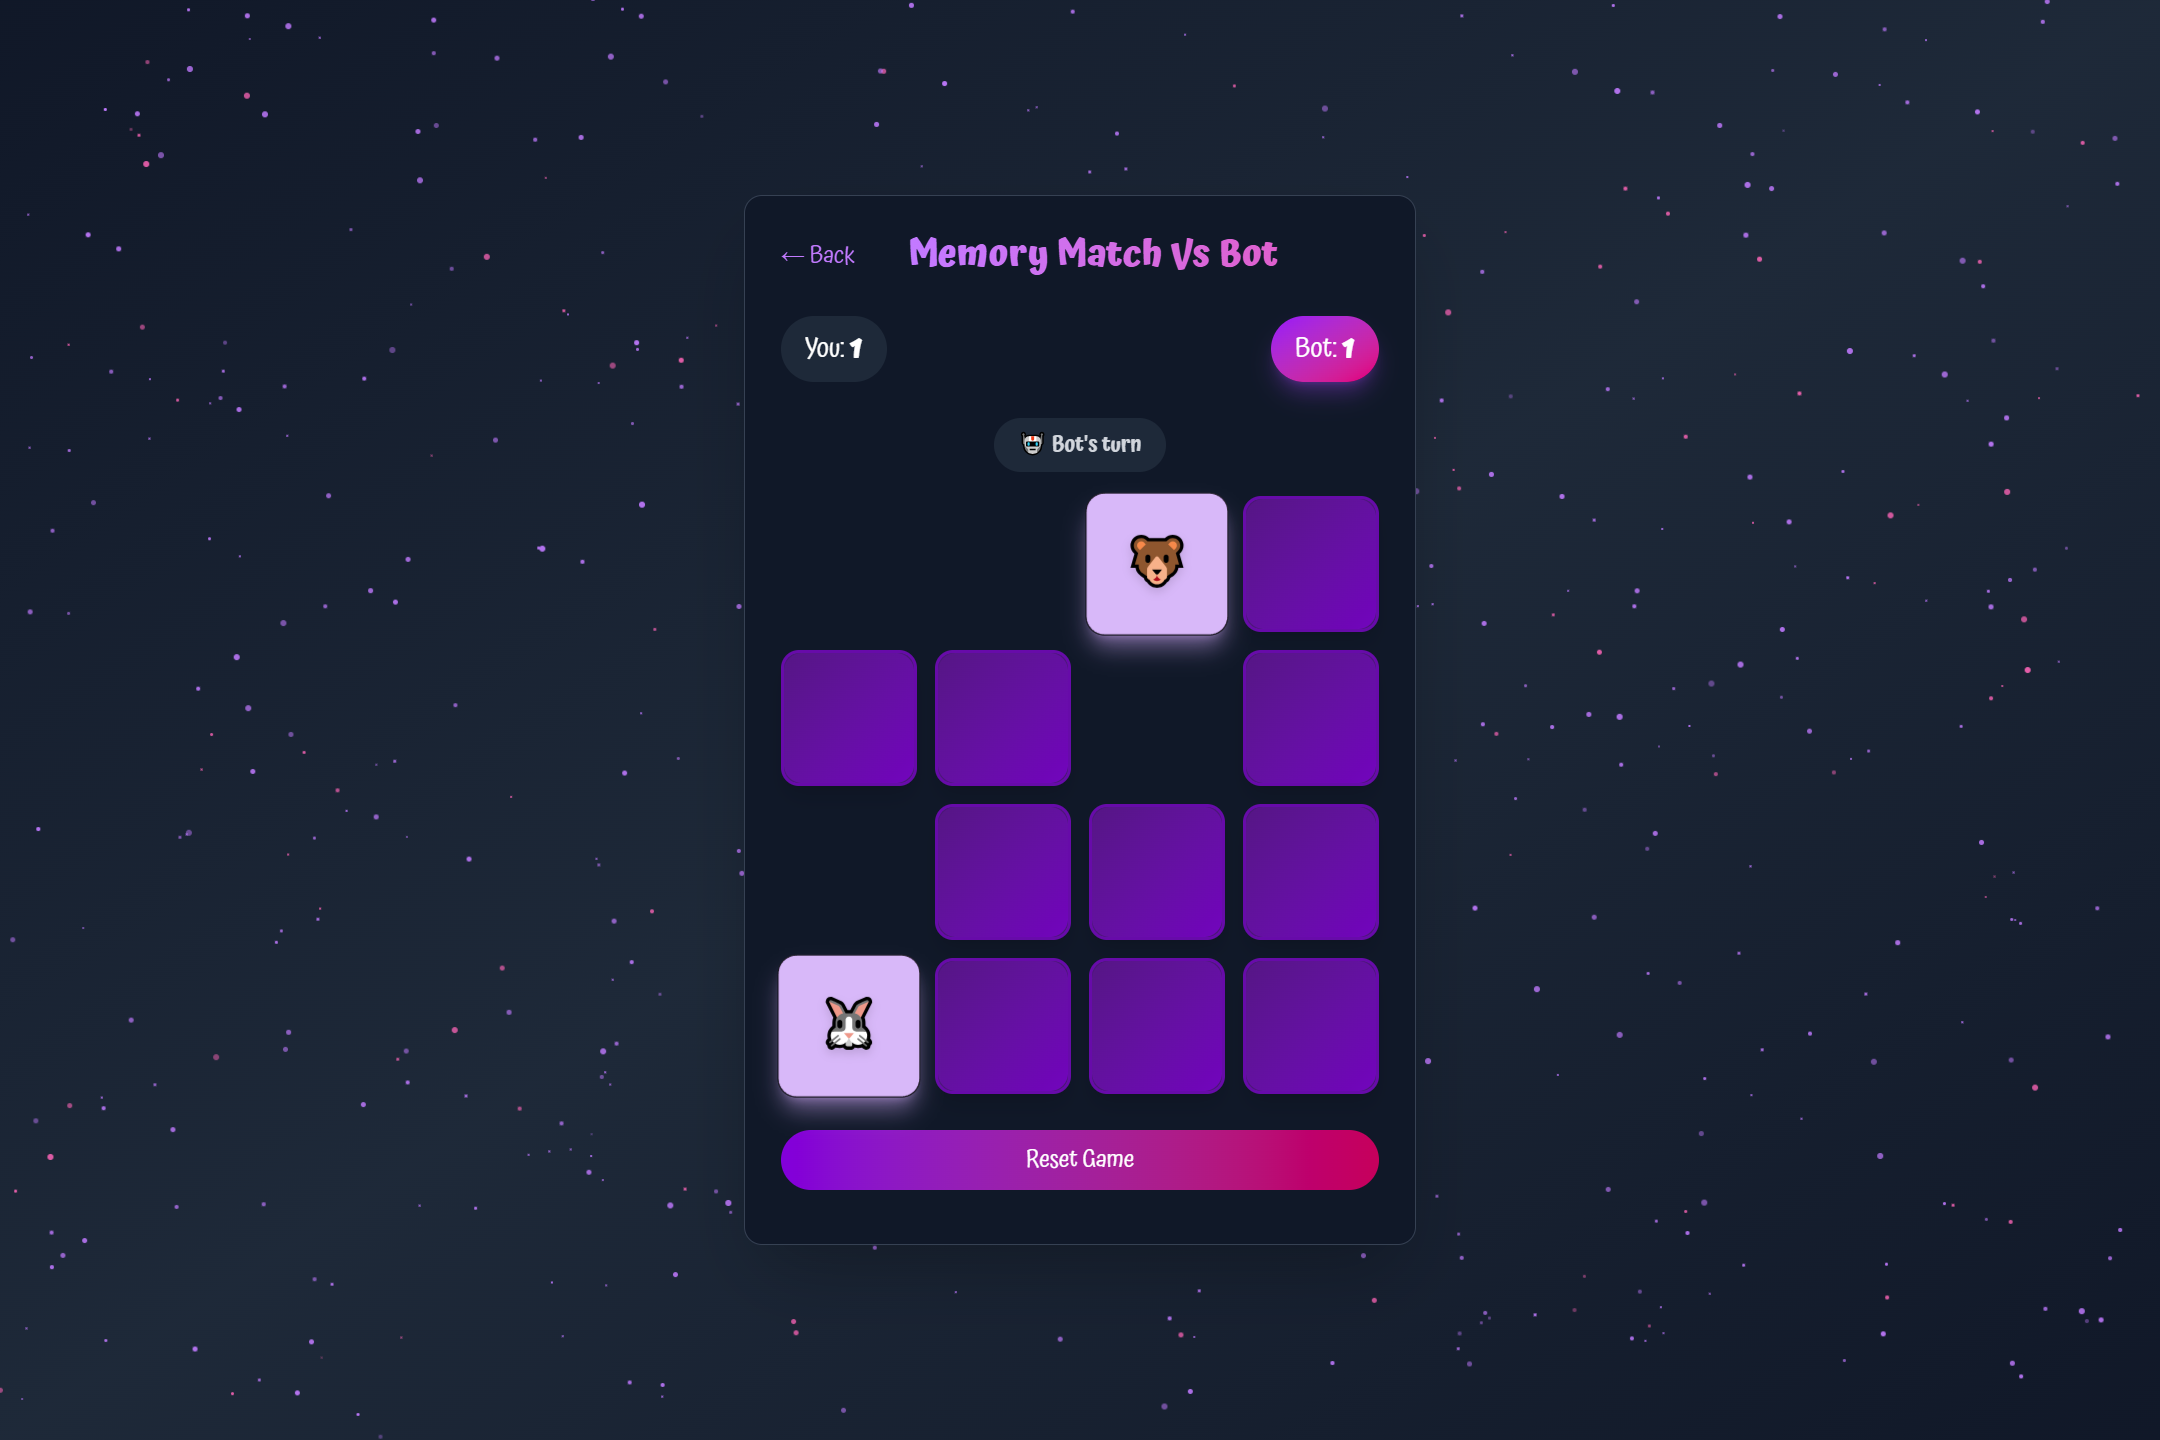 ← Back
Memory Match Vs Bot
You: 1
Bot: 1
Bot's turn
Reset Game